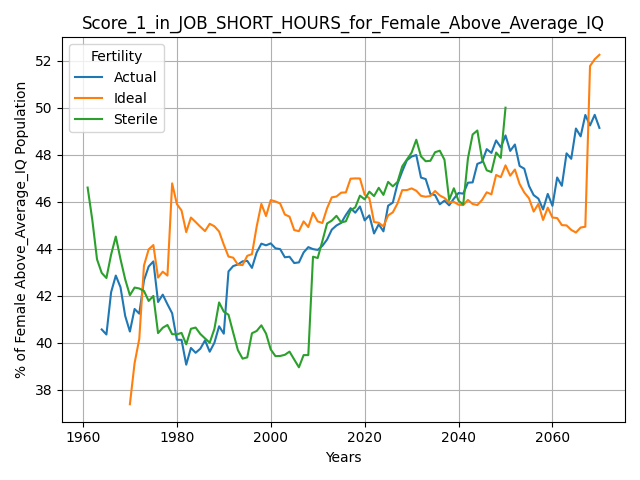 Score_1_in_JOB_SHORT_HOURS_for_Female_Above_Average_IQ
Fertility
Actual
Ideal
Sterile
% of Female Above_Average_IQ Population
52
50
48
46
44
42
40
38
1960
1980
2000
2020
2040
2060
Years